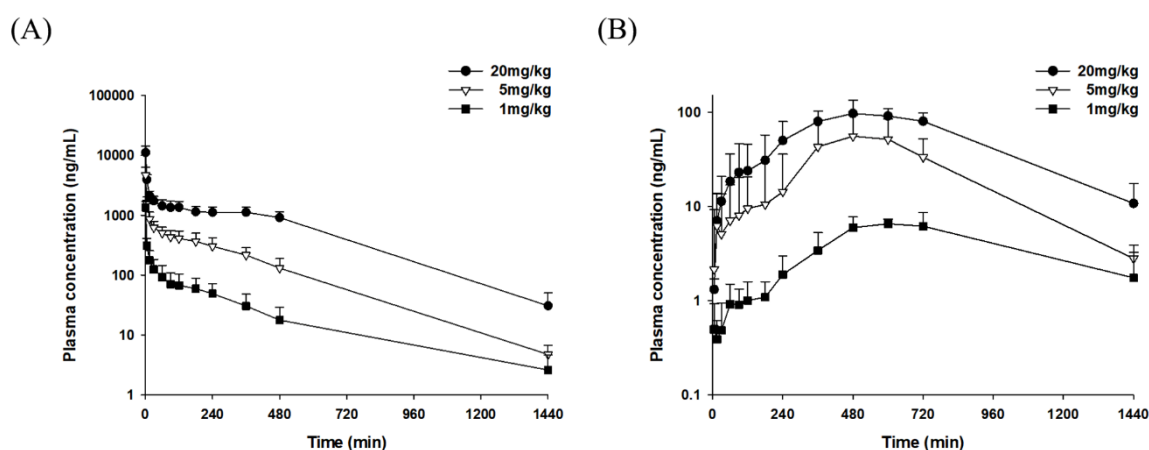 (A)
20mg/kg
5mg/kg
1mg/kg
Plasma concentration (ng/mL)
100000
10000
1000
100
10
1
0 240 480 720 960 1200 1440
Time (min)
(B)
20mg/kg
5mg/kg
1mg/kg
Plasma concentration (ng/mL)
100
10
1
0.1
0 240 480 720 960 1200 1440
Time (min)